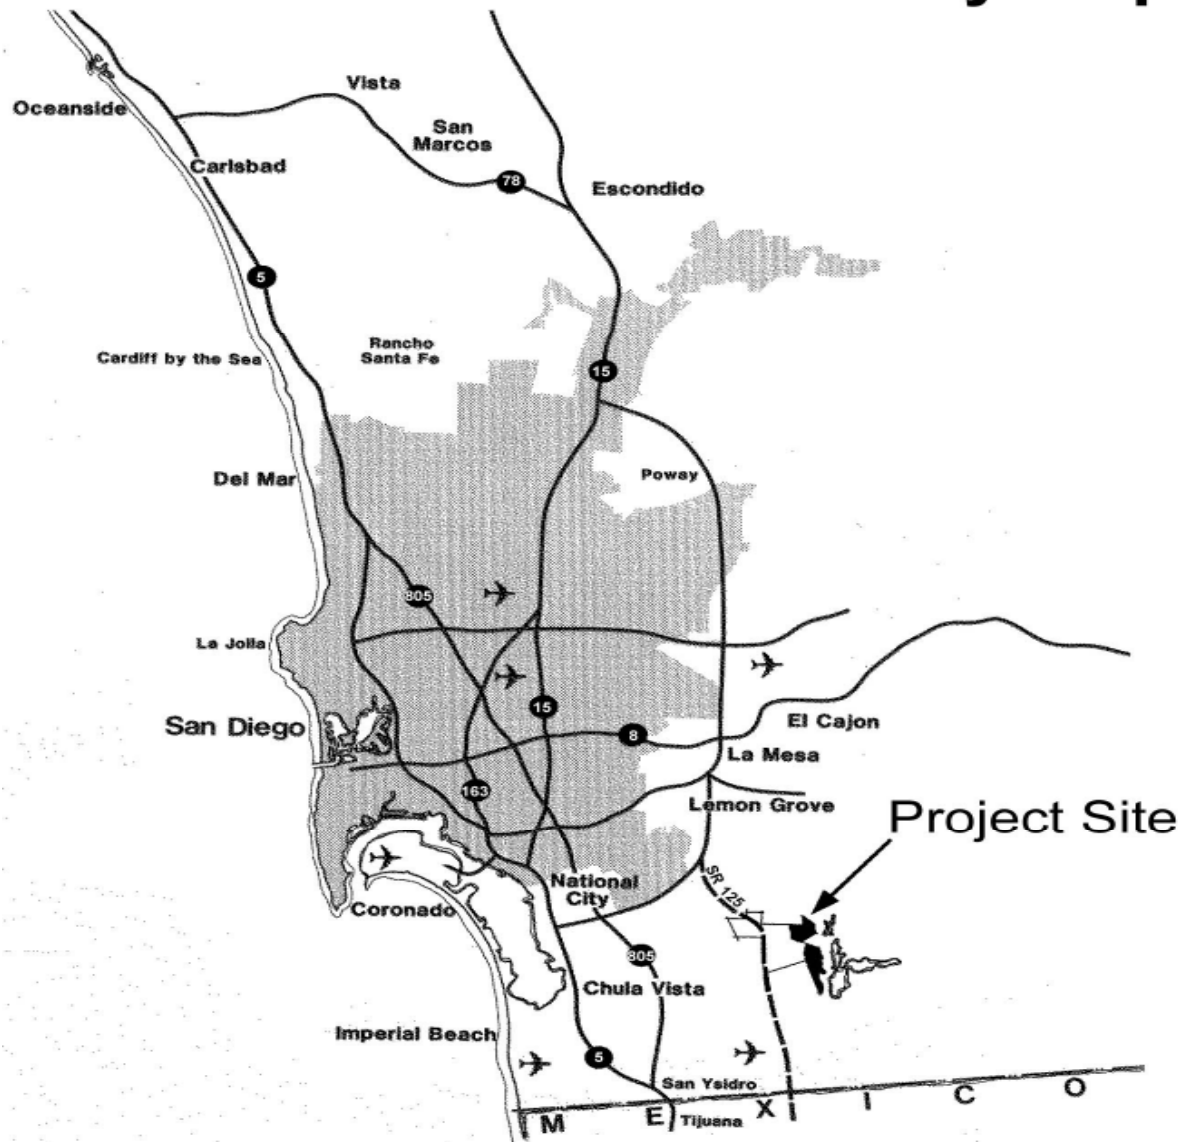 Vista
Oceanside
San
Marcos
Carlsbad
78
Escondido
5
Cardiff by the Sea
Rancho
Santa Fe
15
Poway
Del Mar
805
La Jolla
15
San Diego
8
El Cajon
La Mesa
163
Lemon Grove
Project Site
SR 125
National
City
Coronado
805
Chula Vista
Imperial Beach
5
San Ysidro
M E X I C O
Tijuana